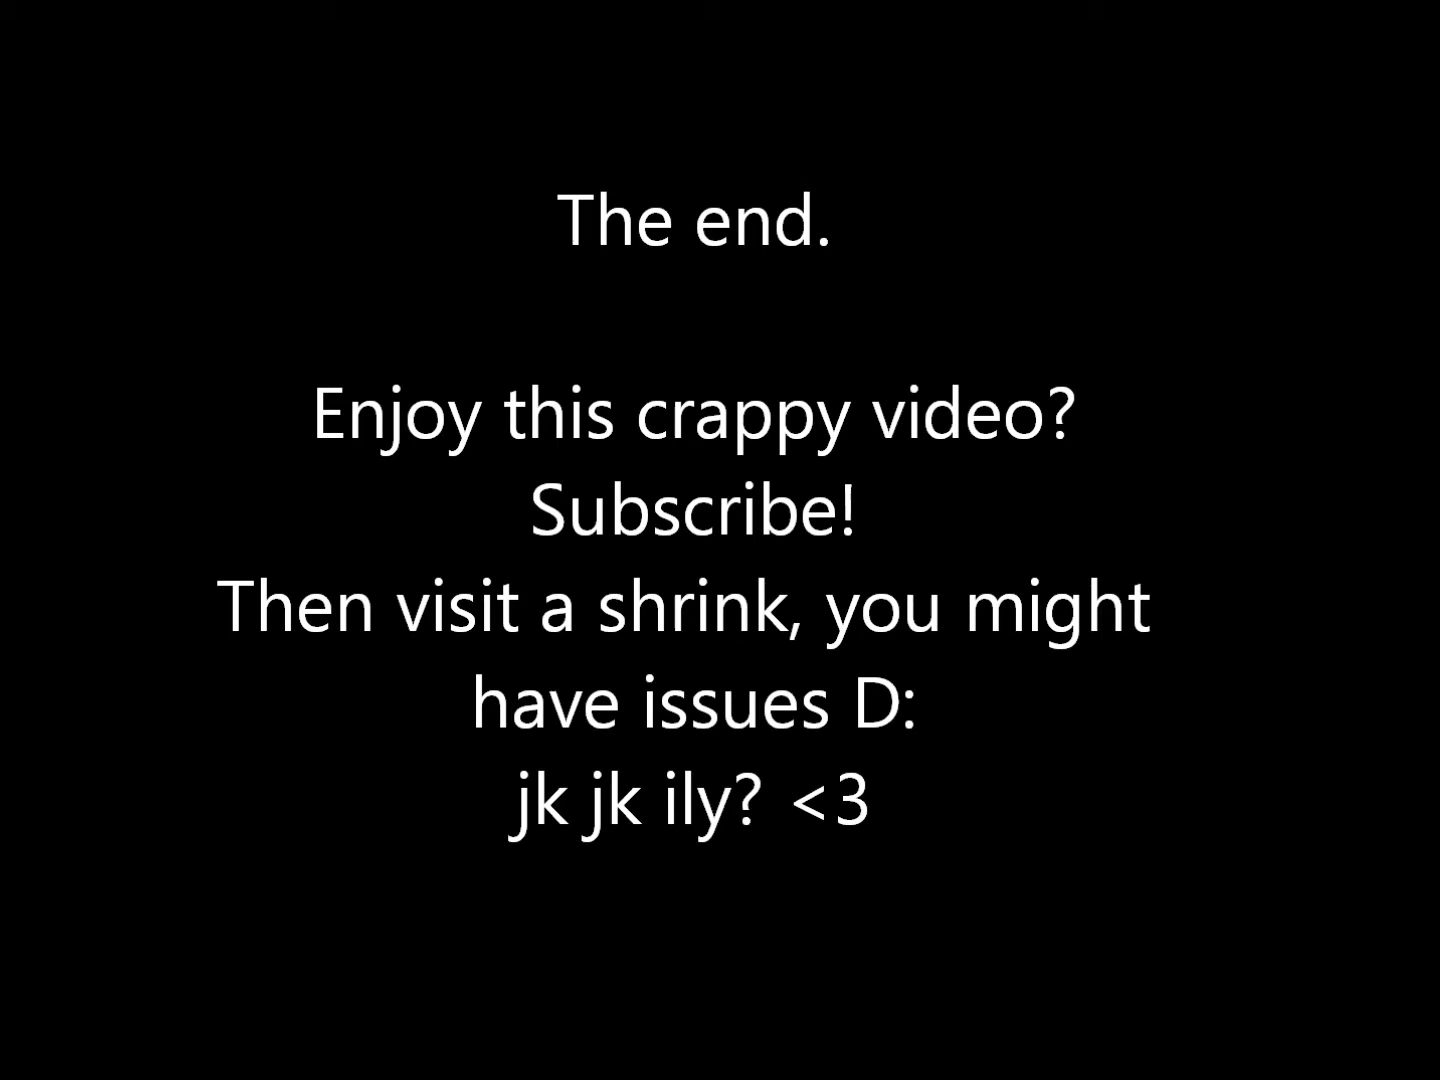 The end.
Enjoy this crappy video?
Subscribe!
Then visit a shrink, you might
have issues D:
jk jk ily? <3